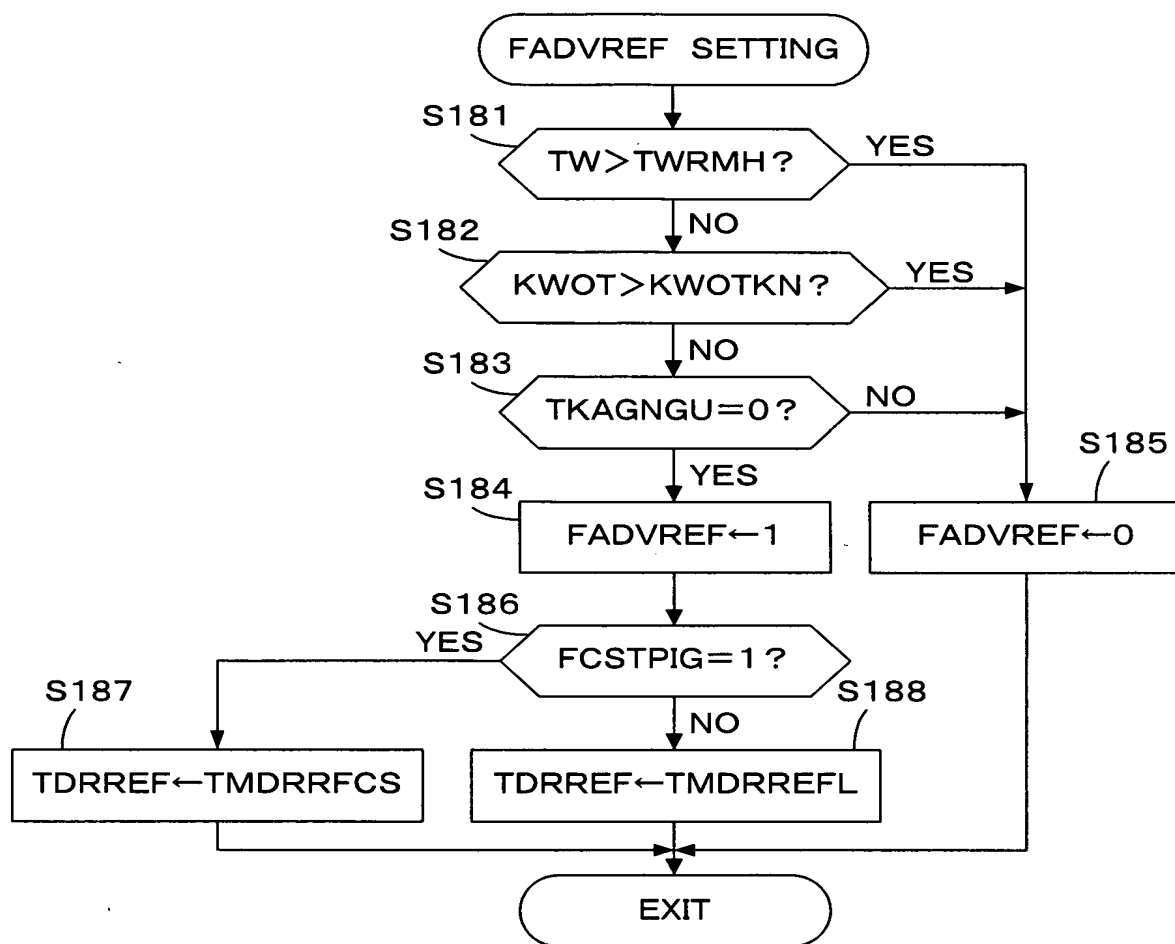 FADVREF SETTING
S181
TW>TWRMH?
YES
NO
S182
KWOT>KWOTKN?
YES
NO
S183
TKAGNGU=0?
NO
YES
S184
FADVREF←1
S185
FADVREF←0
S186
FCSTPIG=1?
YES
NO
S187
TDRREF←TMDRRFCS
S188
TDRREF←TMDRREFL
EXIT